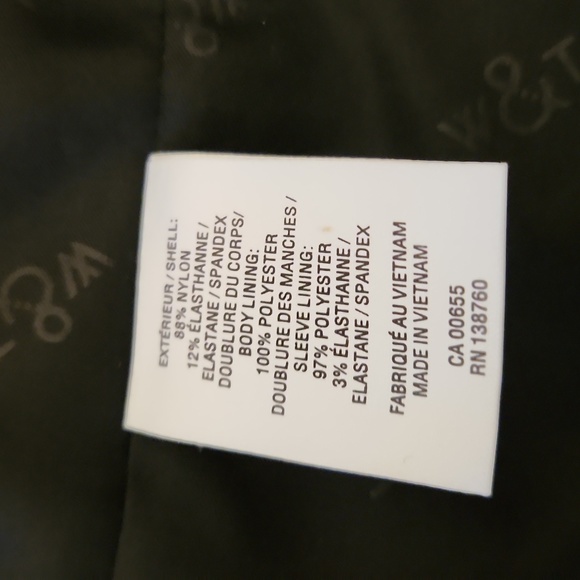 EXTÉRIEUR / SHELL:
88% NYLON
12% ÉLASTHANNE /
ELASTANE / SPANDEX
DOUBLURE DU CORPS/
BODY LINING:
100% POLYESTER
DOUBLURE DES MANCHES /
SLEEVE LINING:
97% POLYESTER
3% ÉLASTHANNE /
ELASTANE / SPANDEX
FABRIQUÉ AU VIETNAM
MADE IN VIETNAM
CA 00655
RN 138760
W&T